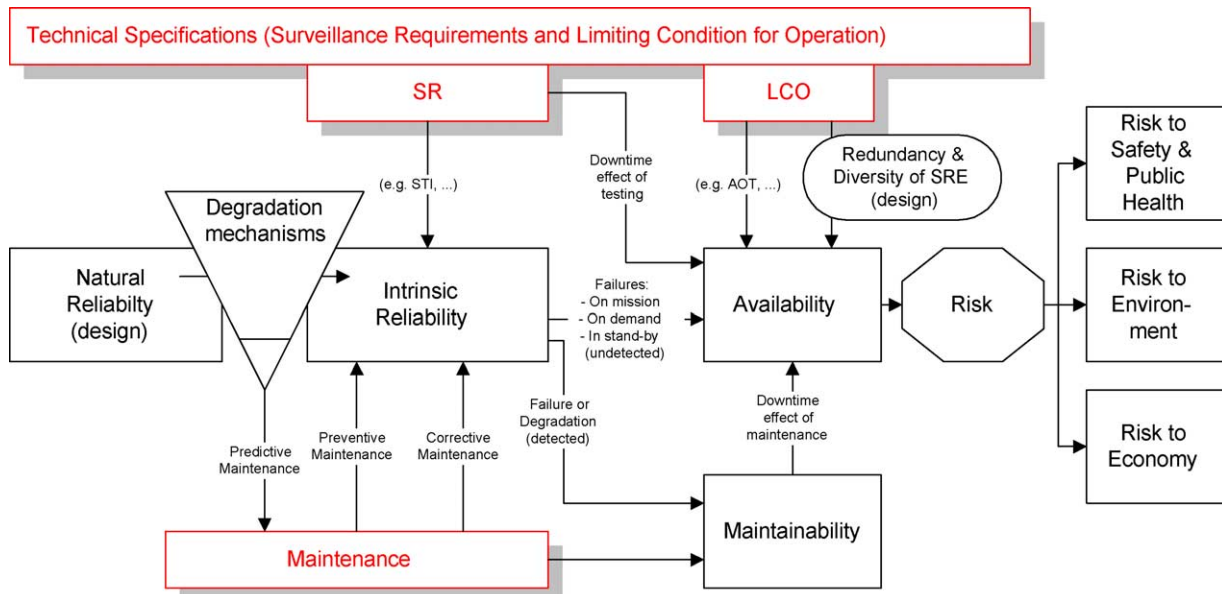 Technical Specifications (Surveillance Requirements and Limiting Condition for Operation)
SR
LCO
Risk to
Safety &
Public
Health
Redundancy &
Diversity of SRE
(design)
Downtime
effect of
testing
(e.g. STI, ...)
(e.g. AOT, ...)
Degradation
mechanisms
Natural
Reliabilty
(design)
Intrinsic
Reliability
Failures:
- On mission
- On demand
- In stand-by
(undetected)
Availability
Risk
Risk to
Environ-
ment
Failure or
Degradation
(detected)
Downtime
effect of
maintenance
Predictive
Maintenance
Preventive
Maintenance
Corrective
Maintenance
Risk to
Economy
Maintenance
Maintainability